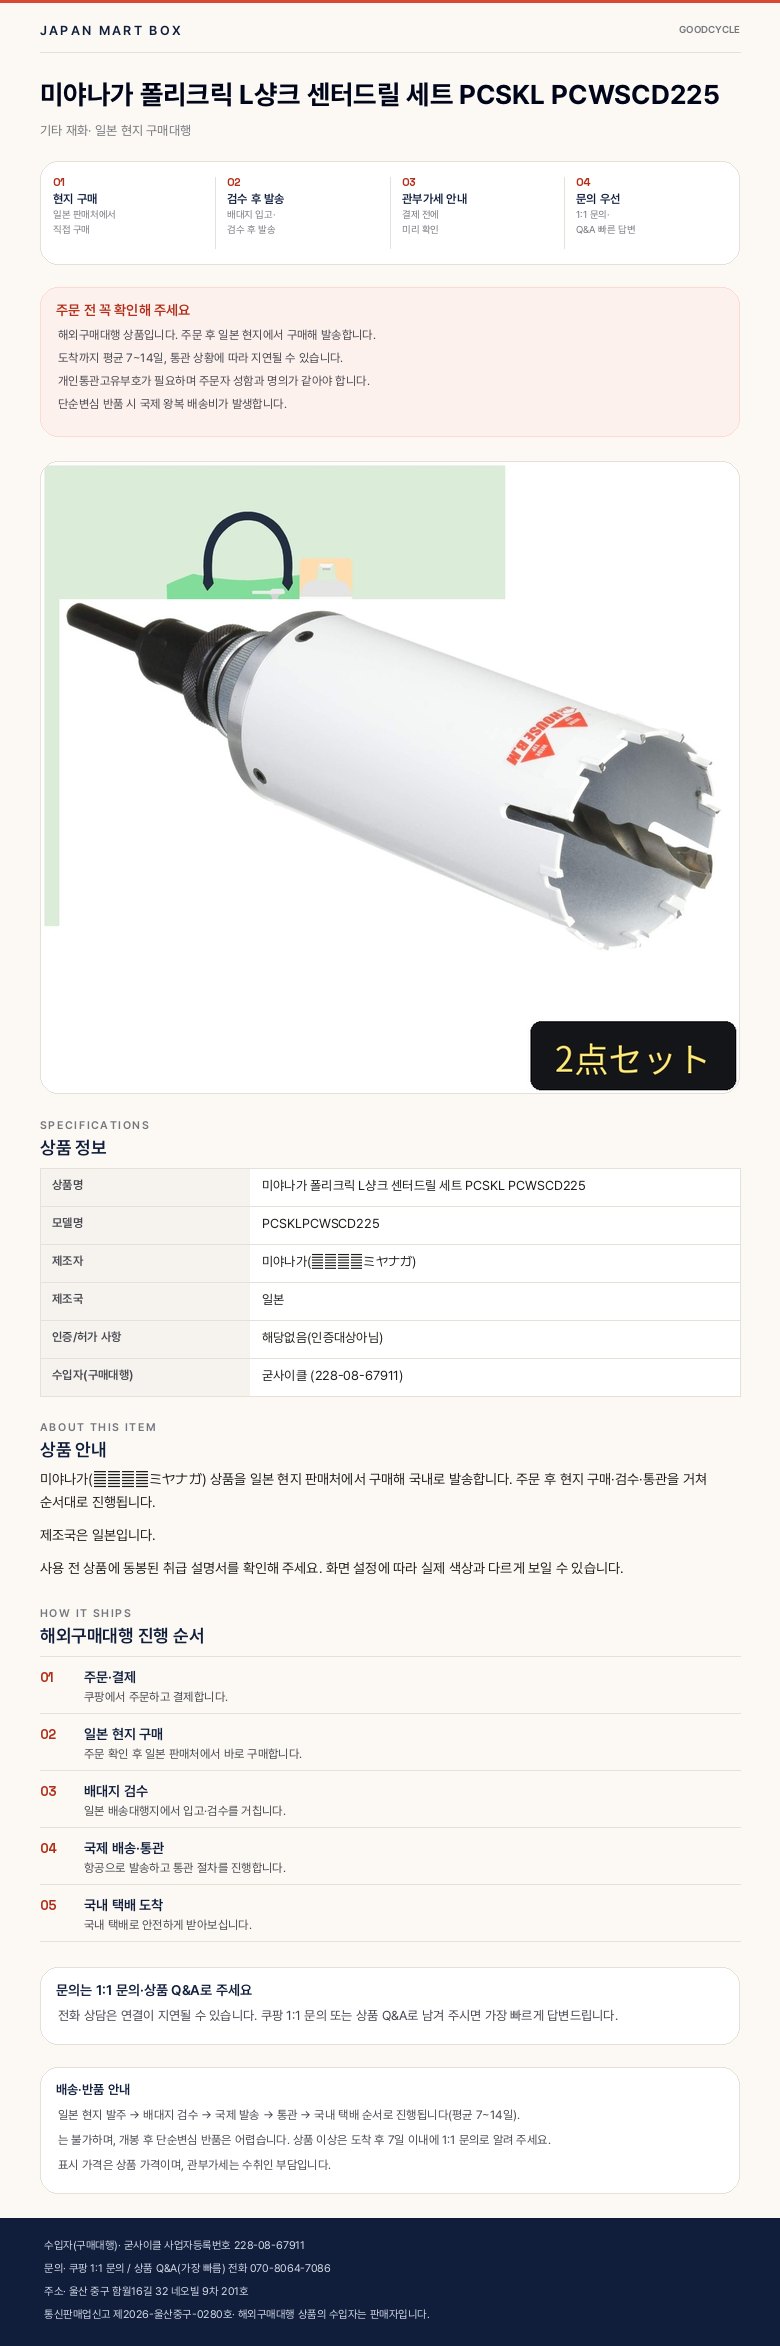 JAPAN MART BOX
GOODCYCLE
미야나가 폴리크릭 L샹크 센터드릴 세트 PCSKL PCWSCD225
기타 재화· 일본 현지 구매대행
01
현지 구매
일본 판매처에서
직접 구매
02
검수 후 발송
배대지 입고·
검수 후 발송
03
관부가세 안내
결제 전에
미리 확인
04
문의 우선
1:1 문의·
Q&A 빠른 답변
주문 전 꼭 확인해 주세요
해외구매대행 상품입니다. 주문 후 일본 현지에서 구매해 발송합니다.
도착까지 평균 7~14일, 통관 상황에 따라 지연될 수 있습니다.
개인통관고유부호가 필요하며 주문자 성함과 명의가 같아야 합니다.
단순변심 반품 시 국제 왕복 배송비가 발생합니다.
HOUSE B.M
2点セット
SPECIFICATIONS
상품 정보
상품명 미야나가 폴리크릭 L샹크 센터드릴 세트 PCSKL PCWSCD225
모델명 PCSKLPCWSCD225
제조자 미야나가(ミヤナガ)
제조국 일본
인증/허가 사항 해당없음(인증대상아님)
수입자(구매대행) 굳사이클 (228-08-67911)
ABOUT THIS ITEM
상품 안내
미야나가(ミヤナガ) 상품을 일본 현지 판매처에서 구매해 국내로 발송합니다. 주문 후 현지 구매·검수·통관을 거쳐
순서대로 진행됩니다.
제조국은 일본입니다.
사용 전 상품에 동봉된 취급 설명서를 확인해 주세요. 화면 설정에 따라 실제 색상과 다르게 보일 수 있습니다.
HOW IT SHIPS
해외구매대행 진행 순서
01 주문·결제
쿠팡에서 주문하고 결제합니다.
02 일본 현지 구매
주문 확인 후 일본 판매처에서 바로 구매합니다.
03 배대지 검수
일본 배송대행지에서 입고·검수를 거칩니다.
04 국제 배송·통관
항공으로 발송하고 통관 절차를 진행합니다.
05 국내 택배 도착
국내 택배로 안전하게 받아보십니다.
문의는 1:1 문의·상품 Q&A로 주세요
전화 상담은 연결이 지연될 수 있습니다. 쿠팡 1:1 문의 또는 상품 Q&A로 남겨 주시면 가장 빠르게 답변드립니다.
배송·반품 안내
일본 현지 발주 → 배대지 검수 → 국제 발송 → 통관 → 국내 택배 순서로 진행됩니다(평균 7~14일).
는 불가하며, 개봉 후 단순변심 반품은 어렵습니다. 상품 이상은 도착 후 7일 이내에 1:1 문의로 알려 주세요.
표시 가격은 상품 가격이며, 관부가세는 수취인 부담입니다.
수입자(구매대행)· 굳사이클 사업자등록번호 228-08-67911
문의· 쿠팡 1:1 문의 / 상품 Q&A(가장 빠름) 전화 070-8064-7086
주소· 울산 중구 함월16길 32 네오빌 9차 201호
통신판매업신고 제2026-울산중구-0280호· 해외구매대행 상품의 수입자는 판매자입니다.